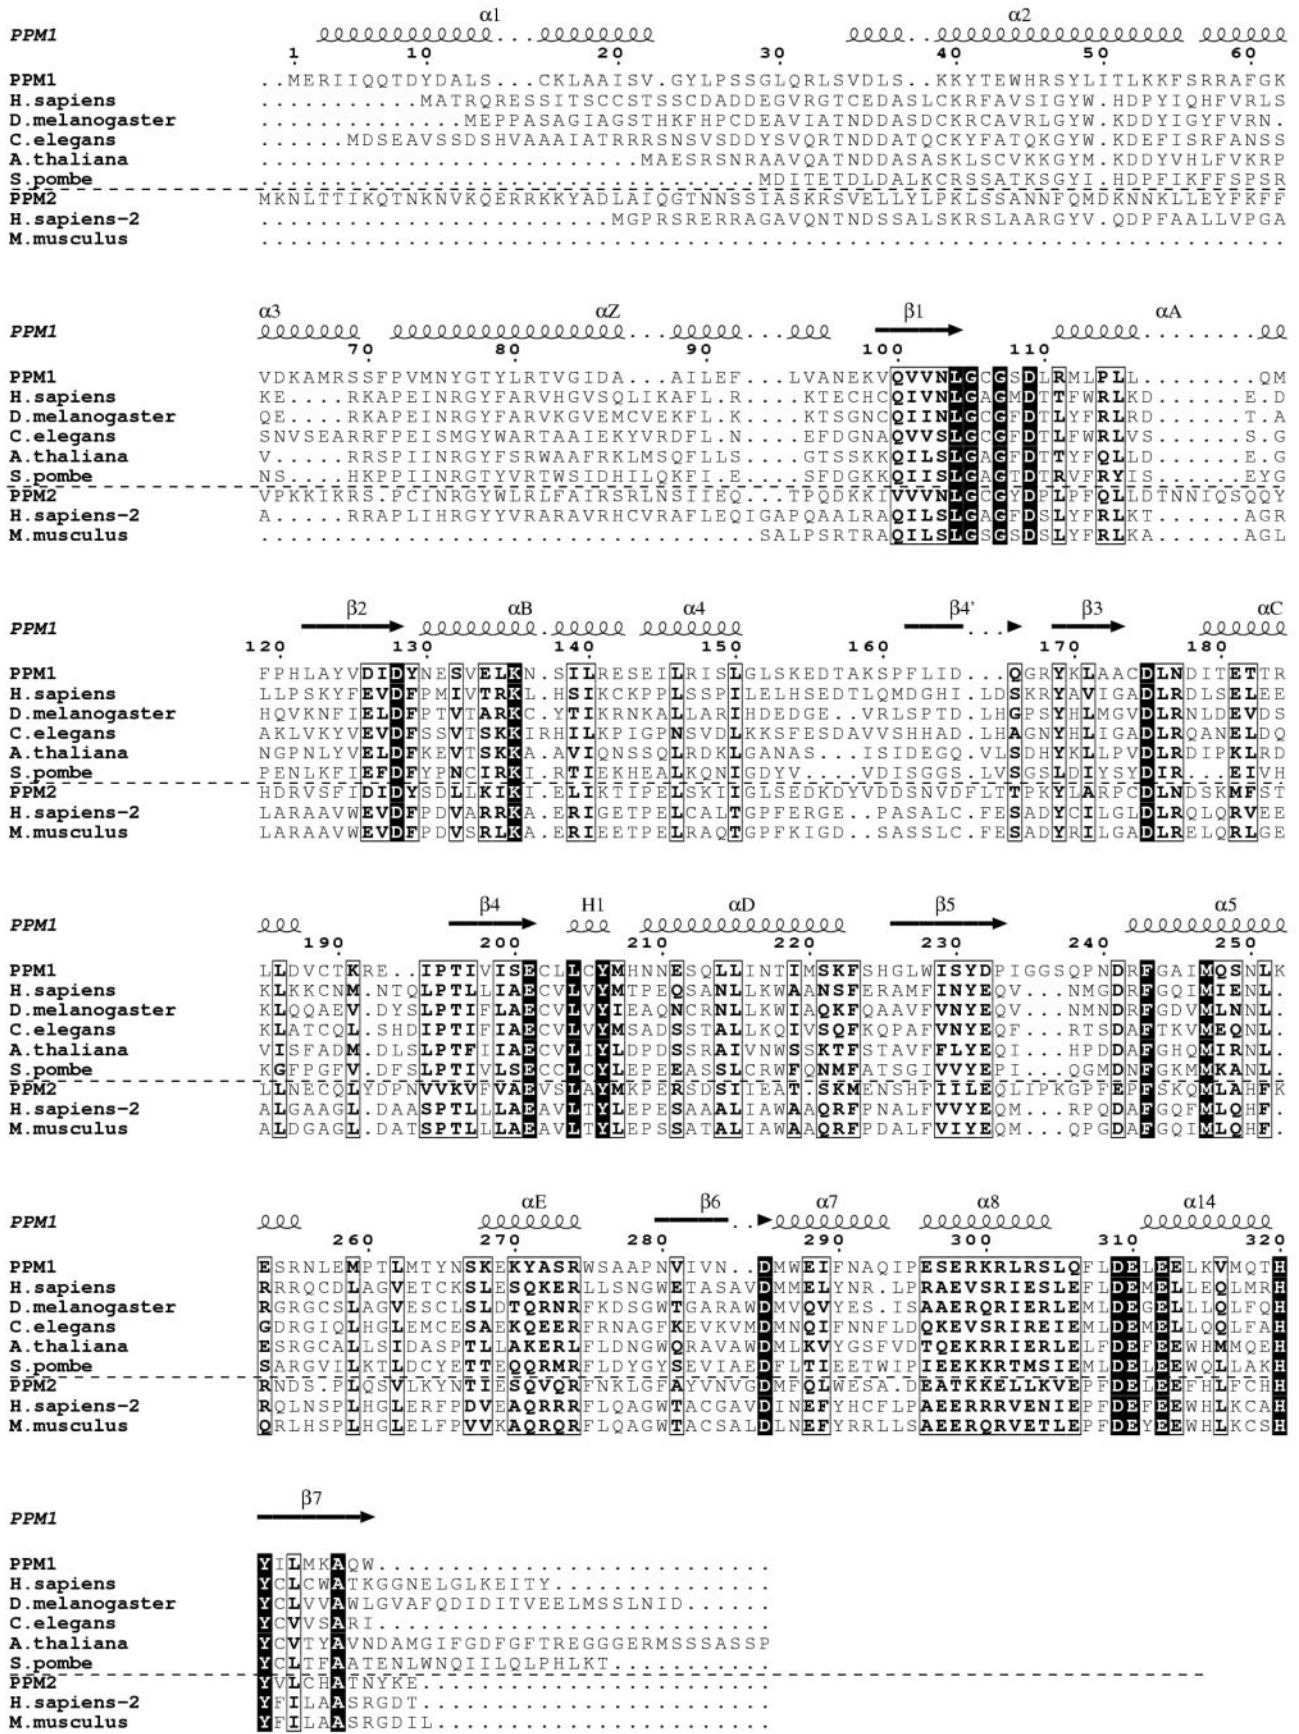 α1 α2
PPM1
1 10 20 30 40 50 60
PPM1 ..MERIIQQTDYDALS...CKLAAISV.GYLPSSGLQRLSVDLS..KKYTEWHRSYLITLKKFSRRAFGK
H.sapiens ...........MATRQRESSITSCCSTSSCDADDEGVRGTCEDASLCKRFAVSIGYW.HDPYIQHFVRLS
D.melanogaster ..............MEPPASAGIAGSTHKFHPCDEAVIATNDDASDCKRCAVRLGYW.KDDYIGYFVRN.
C.elegans ......MDSEAVSSDSHVAAAIATRRRSNSVSDDYSVQRTNDDATQCKYFATQKGYW.KDEFISRFANSS
A.thaliana ..........................MAESRSNRAAVQATNDDASASKLSCVKKGYM.KDDYVHLFVKRP
S.pombe ..................................MDITETDLDALKCRSSATKSGYI.HDPFIKFFSPSR
PPM2 MKNLTTIKQTNKNVKQERRKKYADLAIQGTNNSSIASKRSVELLYLPKLSSANNFQMDKNNKLLEYFKFF
H.sapiens-2 ........................MGPRSRERRAGAVQNTNDSSALSKRSLAARGYV.QDPFAALLVPGA
M.musculus ......................................................................
α3 αZ β1 αA
PPM1
70 80 90 100 110
PPM1 VDKAMRSSFPVMNYGTYLRTVGIDA...AILEF...LVANEKVQVVNLGCGSDLRMLPLL........QM
H.sapiens KE....RKAPEINRGYFARVHGVSQLIKAFLR.K....KTECHCQIVNLGAGMDTTFWRLKD......E.D
D.melanogaster QE....RKAPEINRGYFARVKGVEMCVEKFL.K....KTSGNCQIINLGCGFDTLYFRLRD......T.A
C.elegans SNVSEARRFPEISMGYWARTAAIEKYVRDFL.N....EFDGNAQVVSLGCGFDTLFWRLVS......S.G
A.thaliana V.....RRSPIINRGYFSRWAAFRKLMSQFLLS....GTSSKKQILSLGAGFDTTYFQLLD......E.G
S.pombe NS....HKPPIINRGTYVRTWSIDHILQKFI.E....SFDGKKQIISLGAGTDTRVFRYIS......EYG
PPM2 VPKKIKRS.PCINRGYWLRLFAIRSRLNSIIEQ...TPQDKKIVVVNLGCGYDPLPFQLLDTNNIQSQQY
H.sapiens-2 A.....RRAPLIHRGYYVRARAVRHCVRAFLEQIGAPQAALRAQILSLGAGFDSLYFRLKT......AGR
M.musculus ..................................SALPSRTRAQILSLGSGSDSLYFRLKA......AGL
β2 αB α4 β4' β3 αC
PPM1
120 130 140 150 160 170 180
PPM1 FPHLAYVDIDYNESVELKN.SILRESEILRISLGLSKEDTAKSPFLID...QGRYKLAACDLNDITETTR
H.sapiens LLPSKYFEVDFPMIVTRKL.HSIKCKPPLSSPILELHSEDTLQMDGHI.LDSKRYAVIGADLRDLSELEE
D.melanogaster HQVKNFIELDFPTVTARKC.YTIKRNKALLARIHDEDGE..VRLSPTD.LHGPSYHLMGVDLRNLDEVDS
C.elegans AKLVKYVEVDFSSVTSKKIRHILKPIGPNSVDLKKSFESDAVVSHHAD.LHAGNYHLIGADLRQANELDQ
A.thaliana NGPNLYVELDFKEVTSKKA.AVIQNSSQLRDKLGANAS...ISIDEGQ.VLSDHYKLLPVDLRDIPKLRD
S.pombe PENLKFIEFDFYPNCIRKI.RTIEKHEALKQNIGDYV....VDISGGS.LVSGSLDIYSYDIR...EIVH
PPM2 HDRVSFIDIDYSDLLKIKI.ELIKTIPELSKIIGLSEDKDYVDDSNVDFLTTPKYLARPCDLNDSKMFST
H.sapiens-2 LARAAVWEVDFPDVARRKA.ERIGETPELCALTGPFERGE..PASALC.FESADYCILGLDLRQLQRVEE
M.musculus LARAAVWEVDFPDVSRLKA.ERIEETPELRAQTGPFKIGD..SASSLC.FESADYRILGADLRELQRLGE
β4 H1 αD β5 α5
PPM1
190 200 210 220 230 240 250
PPM1 LLDVCTKRE..IPTIVISECLLCYMHNNESQLLINTIMSKFSHGLWISYDPIGGSQPNDRFGAIMQSNLK
H.sapiens KLKKCNM.NTQLPTLLIAECVLVYMTPEQSANLLKWAANSFERAMFINYEQV...NMGDRFGQIMIENL.
D.melanogaster KLQQAEV.DYSLPTIFLAECVLVYIEAQNCRNLLKWIAQKFQAAVFVNYEQV...NMNDRFGDVMLNNL.
C.elegans KLATCQL.SHDIPTIFIAECVLVYMSADSSTALLKQIVSQFKQPAFVNYEQF...RTSDAFTKVMEQNL.
A.thaliana VISFADM.DLSLPTFIIAECVLIYLDPDSSRAIVNWSSKTFSTAVFFLYEQI...HPDDAFGHQMIRNL.
S.pombe KGFPGFV.DFSLPTIVLSECCLLYLEPEEASSLCRWFQNMFATSGIVVYEPI...QGMDNFGKMMKANL.
PPM2 LLNECQLYDPNVVKVFVAEVSLAYMKPERSDSIIEAT.SKMENSHFIILEQLIPKGPFEPFSKQMLAHFK
H.sapiens-2 ALGAAGL.DAASPTLLLAEAVLTYLEPESAAALIAWAAQRFPNALFVVYEQM...RPQDAFGQFMLQHF.
M.musculus ALDGAGL.DATSPTLLLAEAVLTYLEPSSATALIAWAAQRFPDALFVIYEQM...QPGDAFGQIMLQHF.
αE β6 α7 α8 α14
PPM1
260 270 280 290 300 310 320
PPM1 ESRNLEMPTLMTYNSKEKYASRWSAAPNVIVN..DMWEIFNAQIPESERKRLRSLQFLDELEELKVMQTH
H.sapiens RRRQCDLAGVETCKSLESQKERLLSNGWETASAVDMMELYNR.LPRAEVSRIESLEFLDEMELLEQLMRH
D.melanogaster RGRGCSLAGVESCLSLDTQRNRFKDSGWTGARAWDMVQVYES.ISAAERQRIERLEMLDEGELLLQLFQH
C.elegans GDRGIQLHGLEMCESAEKQEERFRNAGFKEVKVMDMNQIFNNFLDQKEVSRIREIEMLDEMELLQQLFAH
A.thaliana ESRGCALLSIDASPTLLAKERLFLDNGWQRAVAWDMLKVYGSFVDTQEKRRIERLELFDEFEEWHMMQEH
S.pombe SARGVILKTLDCYETTEQQRMRFLDYGYSEVIAEDFLTIEETWIPIEEKKRTMSIEMLDELEEWQLLAKH
PPM2 RNDS.PLQSVLKYNTIESQVQRFNKLGFAYVNVGDMFQLWESA.DEATKKELLKVEPFDELEEFHLFCHH
H.sapiens-2 RQLNSPLHGLERFPDVEAQRRRFLQAGWTACGAVDINEFYHCFLPAEERRRVENIEPFDEFEEWHLKCAH
M.musculus QRLHSPLHGLELFPVVKAQRQRFLQAGWTACSALDLNEFYRRLLSAEERQRVETLEPFDEYEEWHLKCSH
β7
PPM1
PPM1 YILMKAQW...........................
H.sapiens YCLCWATKGGNELGLKEITY...............
D.melanogaster YCLVVAWLGVAFQDIDITVEELMSSLNID......
C.elegans YCVVSARI...........................
A.thaliana YCVTYAVNDAMGIFGDFGFTREGGGERMSSSASSP
S.pombe YCLTFAATENLWNQIILQLPHLKT...........
PPM2 YVLCHATNYKE........................
H.sapiens-2 YFILAASRGDT........................
M.musculus YFILAASRGDIL.......................